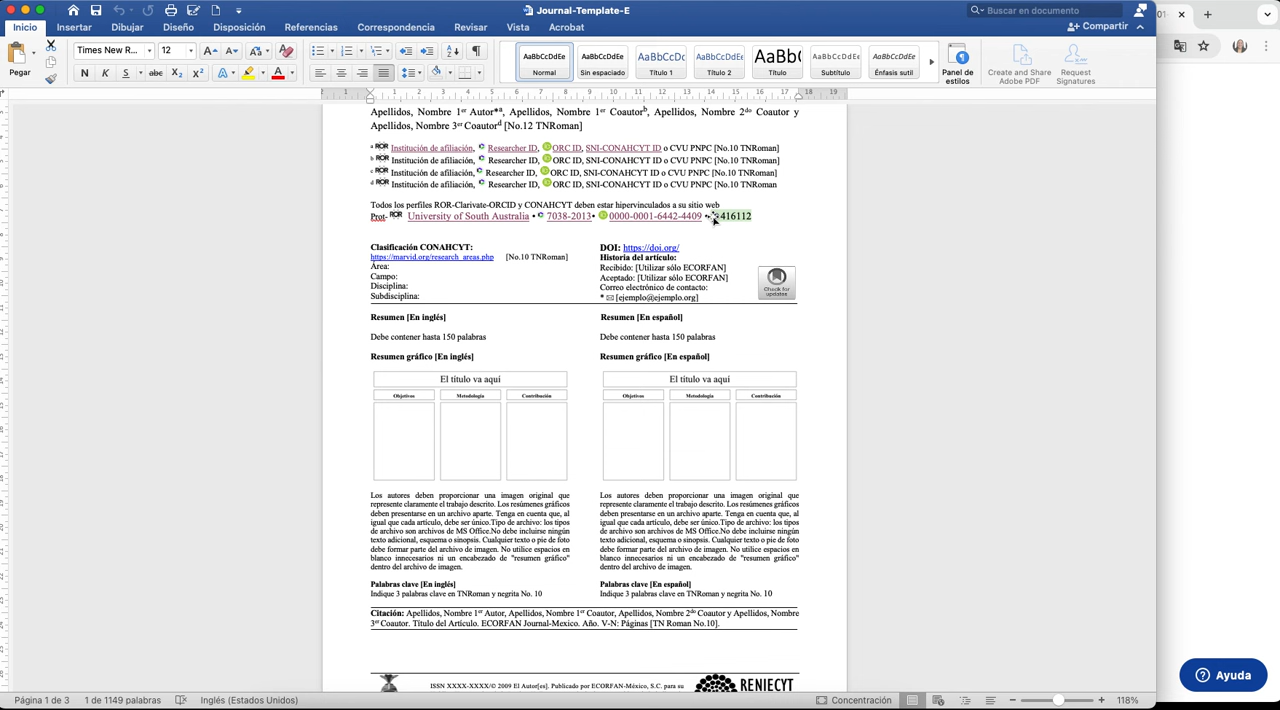 Journal-Template-E
Buscar en documento
Inicio Insertar Dibujar Diseño Disposición Referencias Correspondencia Revisar Vista Acrobat
Compartir
Pegar
Times New R... 12
N K S abc X₂ X²
AaBbCcDdEe AaBbCcDdEe AaBbCcDc AaBbCcDdEe AaBb( AaBbCcDdEe AaBbCcDdEe
Normal Sin espaciado Título 1 Título 2 Título Subtítulo Énfasis sutil
Panel de estilos
Create and Share Adobe PDF
Request Signatures
Apellidos, Nombre 1er Autor*a, Apellidos, Nombre 1er Coautorb, Apellidos, Nombre 2do Coautor y
Apellidos, Nombre 3er Coautord [No.12 TNRoman]
a ROR Institución de afiliación, Researcher ID, ORC ID, SNI-CONAHCYT ID o CVU PNPC [No.10 TNRoman]
b ROR Institución de afiliación, Researcher ID, ORC ID, SNI-CONAHCYT ID o CVU PNPC [No.10 TNRoman]
c ROR Institución de afiliación, Researcher ID, ORC ID, SNI-CONAHCYT ID o CVU PNPC [No.10 TNRoman]
d ROR Institución de afiliación, Researcher ID, ORC ID, SNI-CONAHCYT ID o CVU PNPC [No.10 TNRoman
Todos los perfiles ROR-Clarivate-ORCID y CONAHCYT deben estar hipervinculados a su sitio web
Prot- ROR University of South Australia • 7038-2013• 0000-0001-6442-4409 • 416112
Clasificación CONAHCYT:
https://marvid.org/research_areas.php [No.10 TNRoman]
Área:
Campo:
Disciplina:
Subdisciplina:
DOI: https://doi.org/
Historia del artículo:
Recibido: [Utilizar sólo ECORFAN]
Aceptado: [Utilizar sólo ECORFAN]
Correo electrónico de contacto:
* ✉ [ejemplo@ejemplo.org]
Check for updates
Resumen [En inglés]
Debe contener hasta 150 palabras
Resumen gráfico [En inglés]
El título va aquí
Objetivos Metodología Contribución
Los autores deben proporcionar una imagen original que
represente claramente el trabajo descrito. Los resúmenes gráficos
deben presentarse en un archivo aparte. Tenga en cuenta que, al
igual que cada artículo, debe ser único.Tipo de archivo: los tipos
de archivo son archivos de MS Office.No debe incluirse ningún
texto adicional, esquema o sinopsis. Cualquier texto o pie de foto
debe formar parte del archivo de imagen. No utilice espacios en
blanco innecesarios ni un encabezado de "resumen gráfico"
dentro del archivo de imagen.
Palabras clave [En inglés]
Indique 3 palabras clave en TNRoman y negrita No. 10
Resumen [En español]
Debe contener hasta 150 palabras
Resumen gráfico [En español]
El título va aquí
Objetivos Metodología Contribución
Los autores deben proporcionar una imagen original que
represente claramente el trabajo descrito. Los resúmenes gráficos
deben presentarse en un archivo aparte. Tenga en cuenta que, al
igual que cada artículo, debe ser único.Tipo de archivo: los tipos
de archivo son archivos de MS Office.No debe incluirse ningún
texto adicional, esquema o sinopsis. Cualquier texto o pie de foto
debe formar parte del archivo de imagen. No utilice espacios en
blanco innecesarios ni un encabezado de "resumen gráfico"
dentro del archivo de imagen.
Palabras clave [En español]
Indique 3 palabras clave en TNRoman y negrita No. 10
Citación: Apellidos, Nombre 1er Autor, Apellidos, Nombre 1er Coautor, Apellidos, Nombre 2do Coautor y Apellidos, Nombre
3er Coautor. Título del Artículo. ECORFAN Journal-Mexico. Año. V-N: Páginas [TN Roman No.10].
ISSN XXXX-XXXX/© 2009 El Autor[es]. Publicado por ECORFAN-México, S.C. para su
RENIECYT
Ayuda
Página 1 de 3 1 de 1149 palabras Inglés (Estados Unidos) Concentración 118%